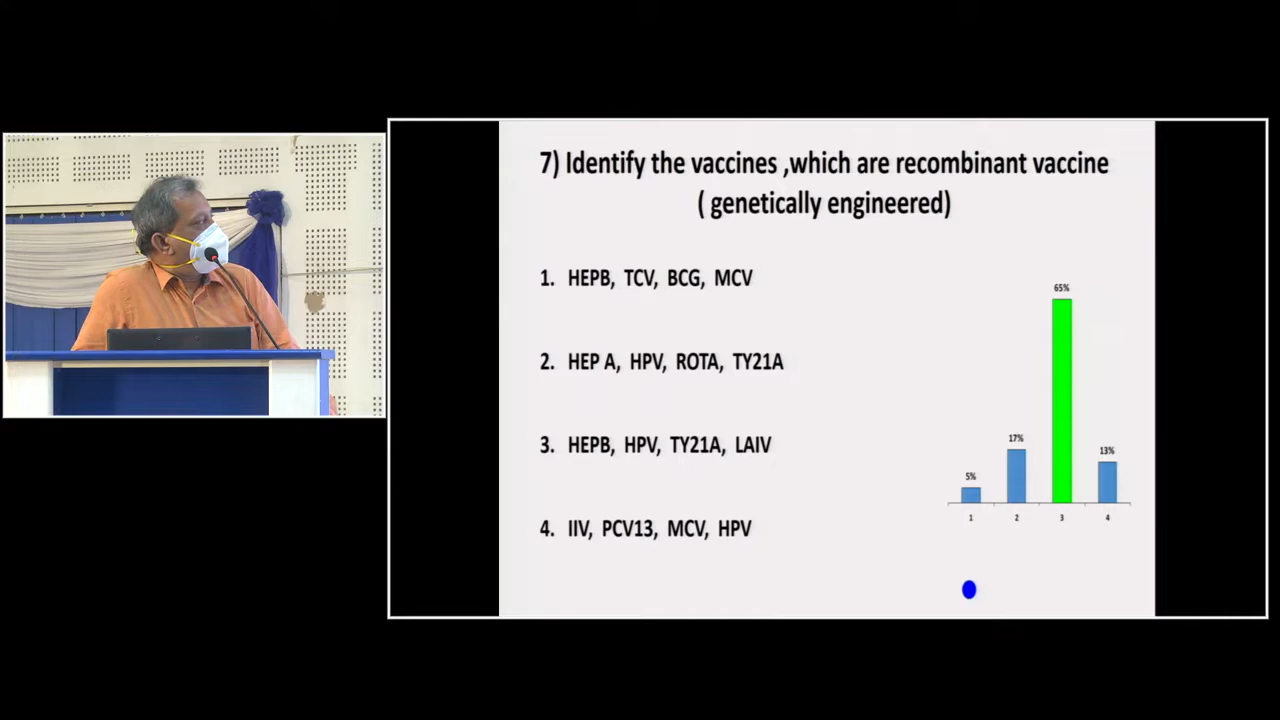 7) Identify the vaccines ,which are recombinant vaccine
( genetically engineered)
1. HEPB, TCV, BCG, MCV
2. HEP A, HPV, ROTA, TY21A
3. HEPB, HPV, TY21A, LAIV
4. IIV, PCV13, MCV, HPV
65%
17%
13%
5%
1 2 3 4